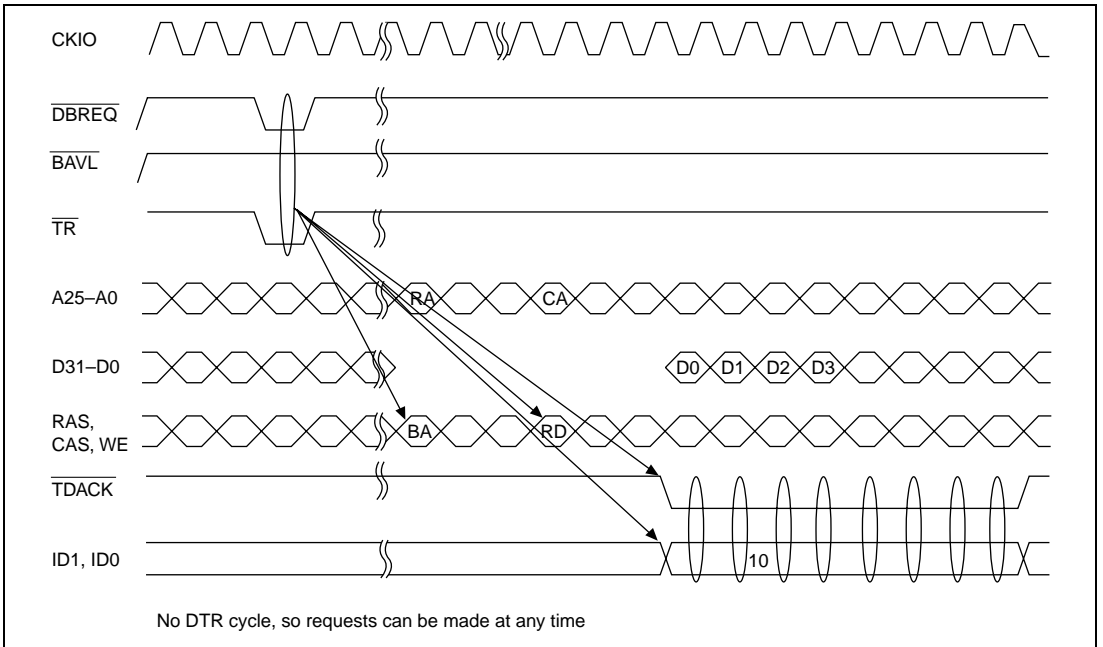 CKIO
DBREQ
BAVL
TR
A25–A0 RA CA
D31–D0 D0 D1 D2 D3
RAS,
CAS, WE BA RD
TDACK
ID1, ID0 10
No DTR cycle, so requests can be made at any time